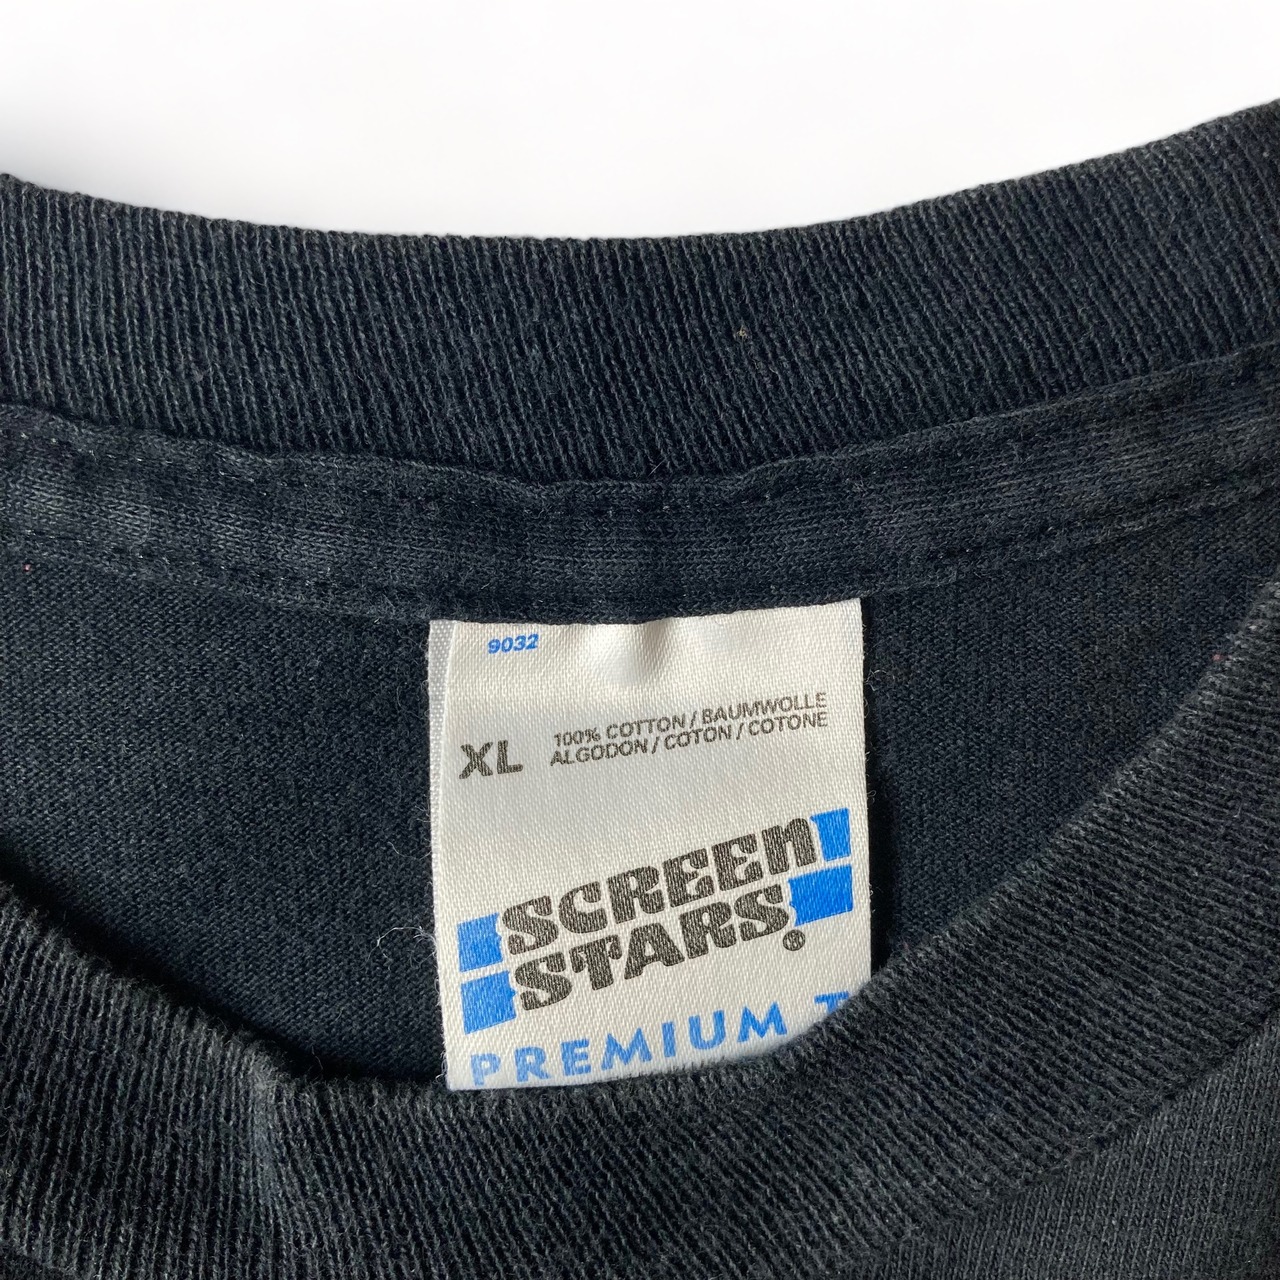 9032
XL
100% COTTON / BAUMWOLLE
ALGODON / COTON / COTONE
SCREEN
STARS®
PREMIUM T